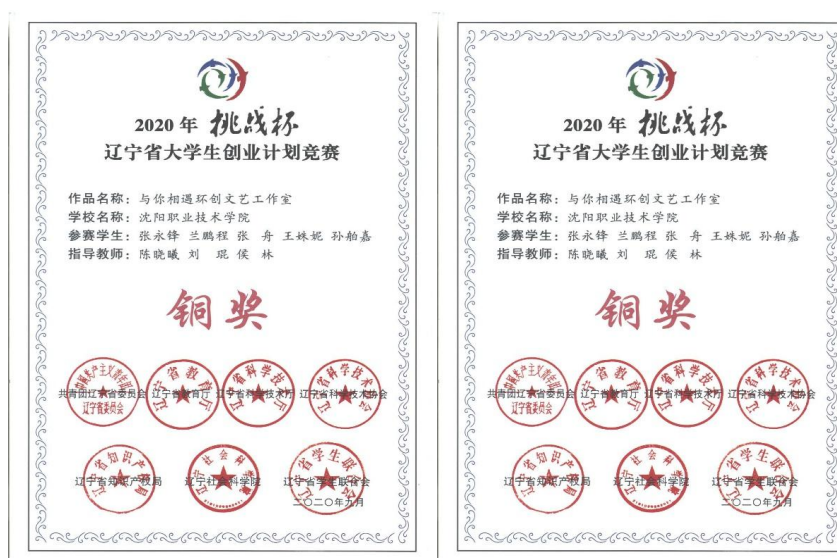 2020 年 挑战杯
辽宁省大学生创业计划竞赛
作品名称：与你相遇环创文艺工作室
学校名称：沈阳职业技术学院
参赛学生：张永锋 兰鹏程 张 舟 王姝妮 孙舶嘉
指导教师：陈晓曦 刘 琨 侯 林
铜奖
共青团辽宁省委员会 辽宁省教育厅 辽宁省科学技术厅 辽宁省科学技术协会
辽宁省知识产权局 辽宁社会科学院 辽宁省学生联合会
二〇二〇年九月
2020 年 挑战杯
辽宁省大学生创业计划竞赛
作品名称：与你相遇环创文艺工作室
学校名称：沈阳职业技术学院
参赛学生：张永锋 兰鹏程 张 舟 王姝妮 孙舶嘉
指导教师：陈晓曦 刘 琨 侯 林
铜奖
共青团辽宁省委员会 辽宁省教育厅 辽宁省科学技术厅 辽宁省科学技术协会
辽宁省知识产权局 辽宁社会科学院 辽宁省学生联合会
二〇二〇年九月